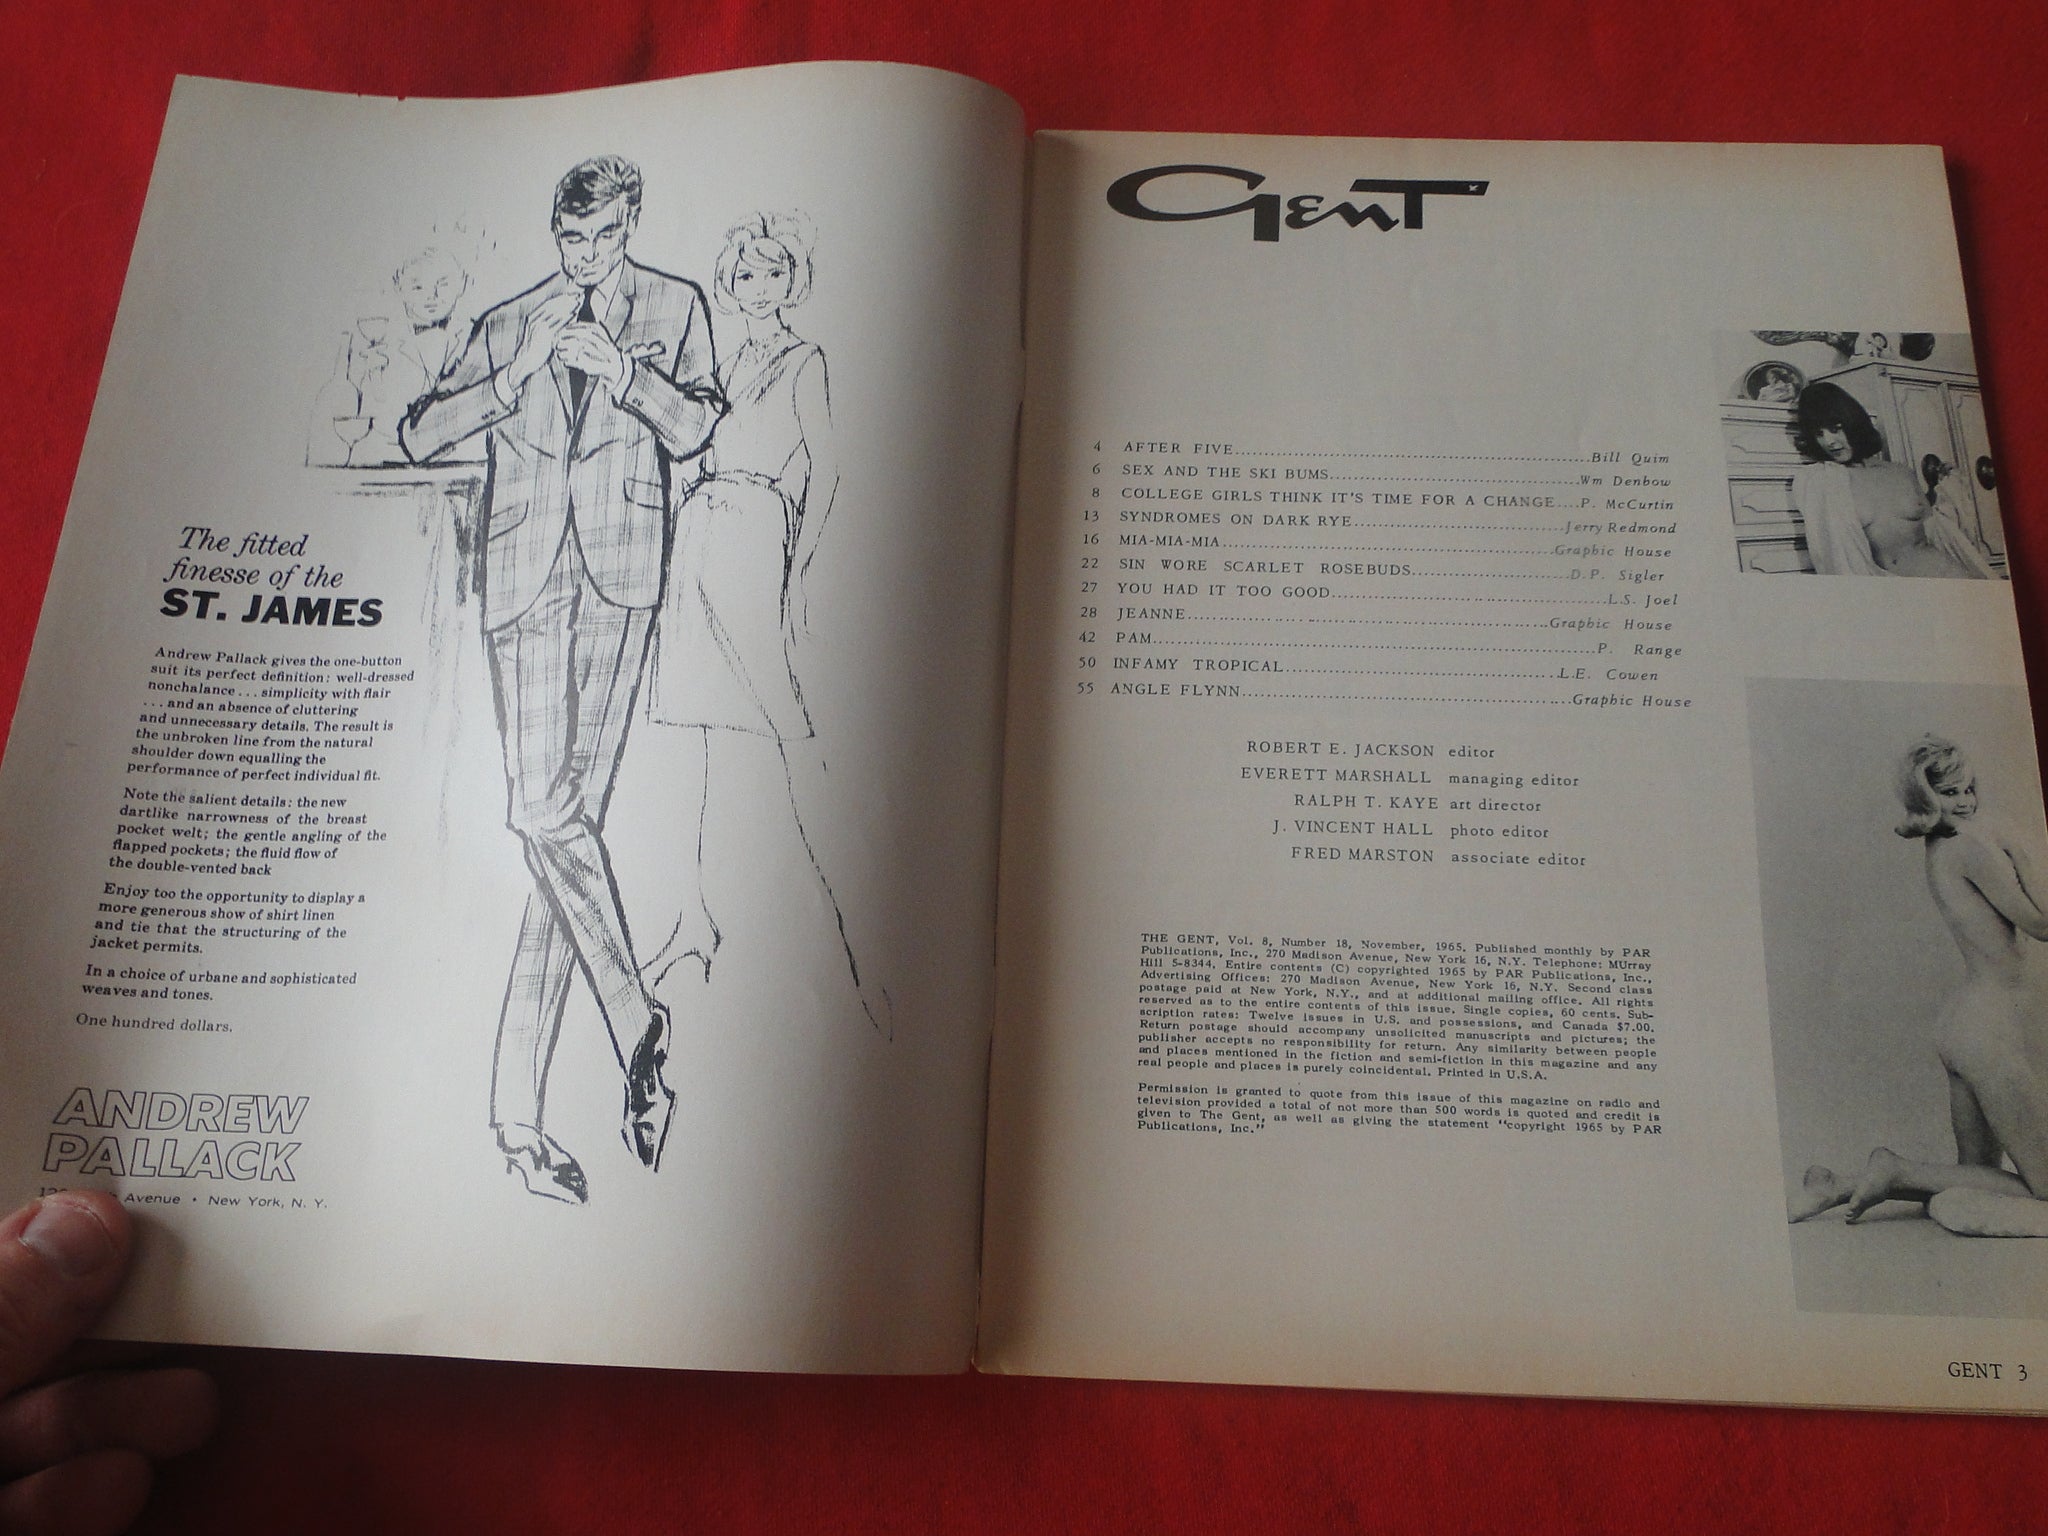 The fitted
finesse of the
ST. JAMES
Andrew Pallack gives the one-button
suit its perfect definition: well-dressed
nonchalance . . . simplicity with flair
. . . and an absence of cluttering
and unnecessary details. The result is
the unbroken line from the natural
shoulder down equalling the
performance of perfect individual fit.
Note the salient details: the new
dartlike narrowness of the breast
pocket welt; the gentle angling of the
flapped pockets; the fluid flow of
the double-vented back
Enjoy too the opportunity to display a
more generous show of shirt linen
and tie that the structuring of the
jacket permits.
In a choice of urbane and sophisticated
weaves and tones.
One hundred dollars.
ANDREW
PALLACK
Avenue • New York, N. Y.
GENT
4 AFTER FIVE..........Bill Quim
6 SEX AND THE SKI BUMS..........Wm Denbow
8 COLLEGE GIRLS THINK IT'S TIME FOR A CHANGE....P. McCurtin
13 SYNDROMES ON DARK RYE..........Jerry Redmond
16 MIA-MIA-MIA..........Graphic House
22 SIN WORE SCARLET ROSEBUDS..........D.P. Sigler
27 YOU HAD IT TOO GOOD..........L.S. Joel
28 JEANNE..........Graphic House
42 PAM..........P. Range
50 INFAMY TROPICAL..........L.E. Cowen
55 ANGLE FLYNN..........Graphic House
ROBERT E. JACKSON editor
EVERETT MARSHALL managing editor
RALPH T. KAYE art director
J. VINCENT HALL photo editor
FRED MARSTON associate editor
THE GENT, Vol. 8, Number 18, November, 1965. Published monthly by PAR
Publications, Inc., 270 Madison Avenue, New York 16, N.Y. Telephone: MUrray
Hill 5-8344. Entire contents (C) copyrighted 1965 by PAR Publications, Inc.,
Advertising Offices: 270 Madison Avenue, New York 16, N.Y. Second class
postage paid at New York, N.Y., and at additional mailing office. All rights
reserved as to the entire contents of this issue. Single copies, 60 cents. Sub-
scription rates: Twelve issues in U.S. and possessions, and Canada $7.00.
Return postage should accompany unsolicited manuscripts and pictures; the
publisher accepts no responsibility for return. Any similarity between people
and places mentioned in the fiction and semi-fiction in this magazine and any
real people and places is purely coincidental. Printed in U.S.A.
Permission is granted to quote from this issue of this magazine on radio and
television provided a total of not more than 500 words is quoted and credit is
given to The Gent, as well as giving the statement "copyright 1965 by PAR
Publications, Inc."
GENT 3